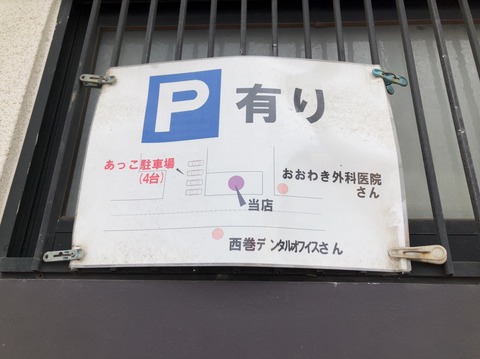 P 有り
あっこ駐車場
(4台)
おおわき外科医院
さん
当店
西巻デンタルオフイスさん